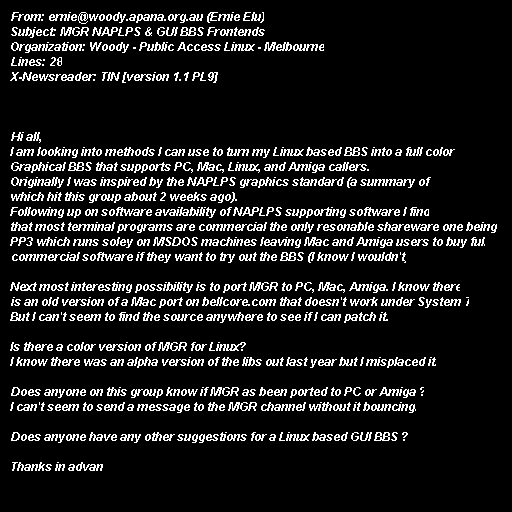 From: ernie@woody.apana.org.au (Ernie Elu)
Subject: MGR NAPLPS & GUI BBS Frontends
Organization: Woody - Public Access Linux - Melbourne
Lines: 28
X-Newsreader: TIN [version 1.1 PL9]
Hi all,
I am looking into methods I can use to turn my Linux based BBS into a full color
Graphical BBS that supports PC, Mac, Linux, and Amiga callers.
Originally I was inspired by the NAPLPS graphics standard (a summary of
which hit this group about 2 weeks ago).
Following up on software availability of NAPLPS supporting software I find
that most terminal programs are commercial the only resonable shareware one being
PP3 which runs soley on MSDOS machines leaving Mac and Amiga users to buy full
commercial software if they want to try out the BBS (I know I wouldn't)
Next most interesting possibility is to port MGR to PC, Mac, Amiga. I know there
is an old version of a Mac port on bellcore.com that doesn't work under System 7
But I can't seem to find the source anywhere to see if I can patch it.
Is there a color version of MGR for Linux?
I know there was an alpha version of the libs out last year but I misplaced it.
Does anyone on this group know if MGR as been ported to PC or Amiga ?
I can't seem to send a message to the MGR channel without it bouncing.
Does anyone have any other suggestions for a Linux based GUI BBS ?
Thanks in advan